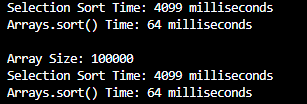 Selection Sort Time: 4099 milliseconds
Arrays.sort() Time: 64 milliseconds
Array Size: 100000
Selection Sort Time: 4099 milliseconds
Arrays.sort() Time: 64 milliseconds